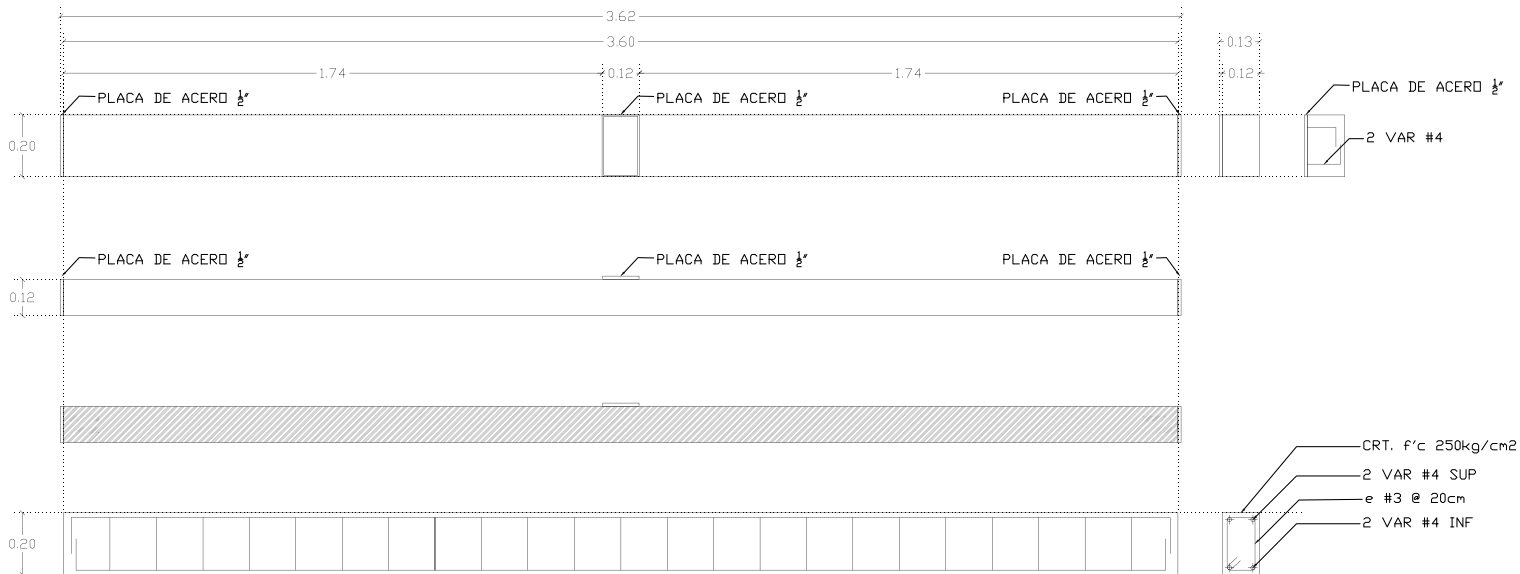 3.62
3.60
0.13
1.74
0.12
1.74
0.12
PLACA DE ACERO ½"
PLACA DE ACERO ½"
PLACA DE ACERO ½"
PLACA DE ACERO ½"
0.20
2 VAR #4
PLACA DE ACERO ½"
PLACA DE ACERO ½"
PLACA DE ACERO ½"
0.12
CRT. f'c 250kg/cm2
2 VAR #4 SUP
e #3 @ 20cm
2 VAR #4 INF
0.20